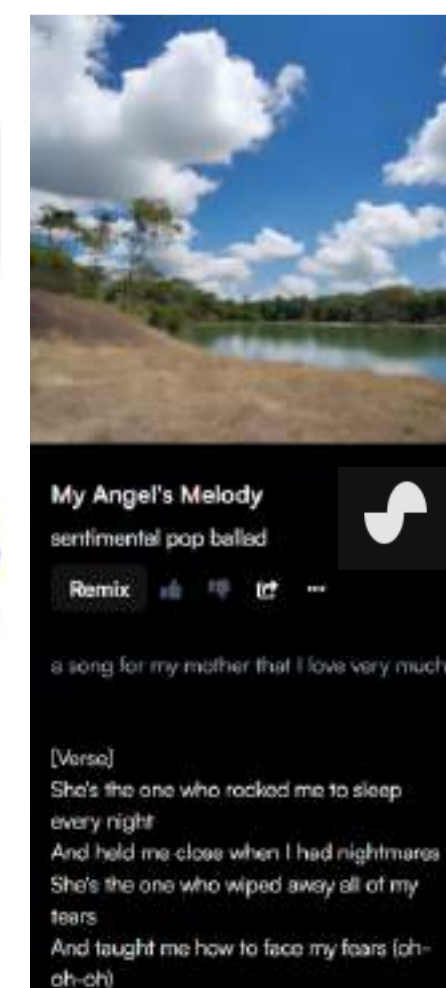 My Angel's Melody
sentimental pop ballad
Remix
a song for my mother that I love very much
[Verse]
She's the one who rocked me to sleep
every night
And held me close when I had nightmares
She's the one who wiped away all of my
tears
And taught me how to face my fears (oh-
oh-oh)